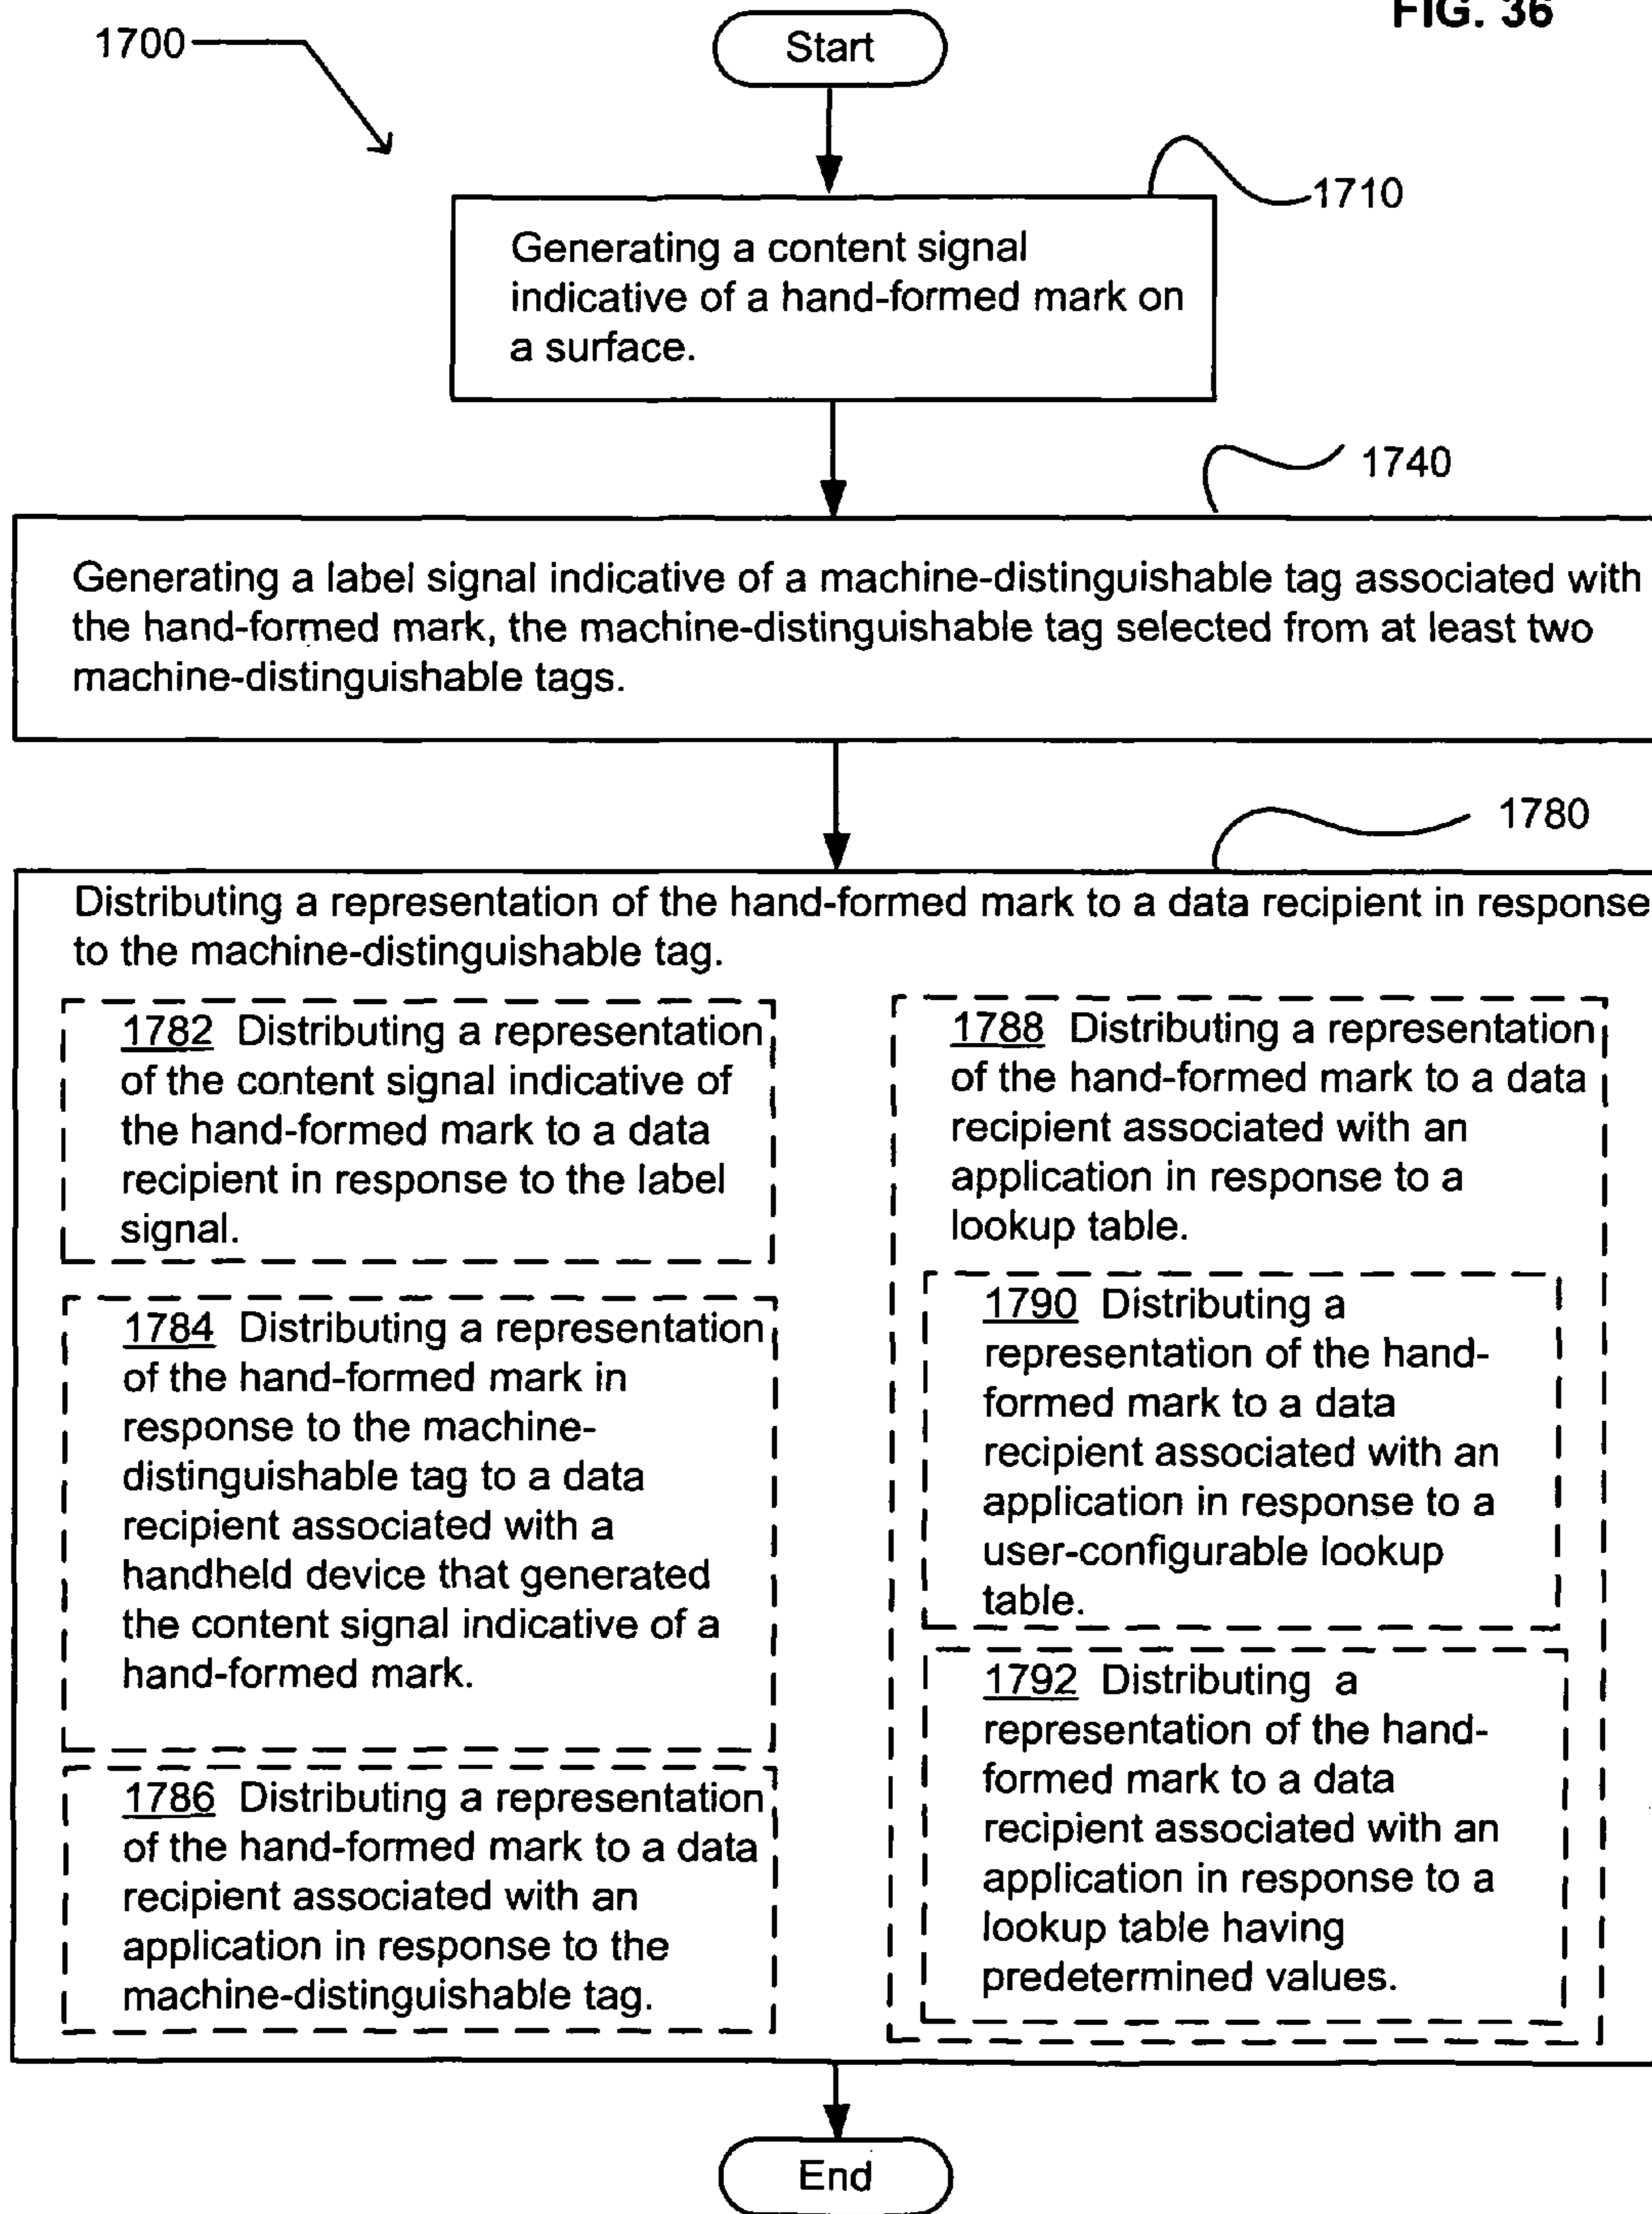 FIG. 36
1700
Start
1710
Generating a content signal
indicative of a hand-formed mark on
a surface.
1740
Generating a label signal indicative of a machine-distinguishable tag associated with
the hand-formed mark, the machine-distinguishable tag selected from at least two
machine-distinguishable tags.
1780
Distributing a representation of the hand-formed mark to a data recipient in response
to the machine-distinguishable tag.
1782 Distributing a representation
of the content signal indicative of
the hand-formed mark to a data
recipient in response to the label
signal.
1784 Distributing a representation
of the hand-formed mark in
response to the machine-
distinguishable tag to a data
recipient associated with a
handheld device that generated
the content signal indicative of a
hand-formed mark.
1786 Distributing a representation
of the hand-formed mark to a data
recipient associated with an
application in response to the
machine-distinguishable tag.
1788 Distributing a representation
of the hand-formed mark to a data
recipient associated with an
application in response to a
lookup table.
1790 Distributing a
representation of the hand-
formed mark to a data
recipient associated with an
application in response to a
user-configurable lookup
table.
1792 Distributing a
representation of the hand-
formed mark to a data
recipient associated with an
application in response to a
lookup table having
predetermined values.
End